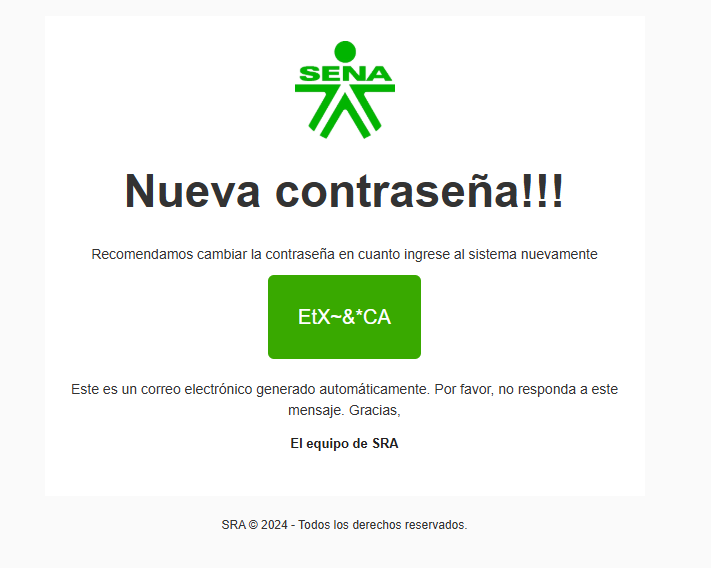 SENA
Nueva contraseña!!!
Recomendamos cambiar la contraseña en cuanto ingrese al sistema nuevamente
EtX~&*CA
Este es un correo electrónico generado automáticamente. Por favor, no responda a este
mensaje. Gracias,
El equipo de SRA
SRA © 2024 - Todos los derechos reservados.